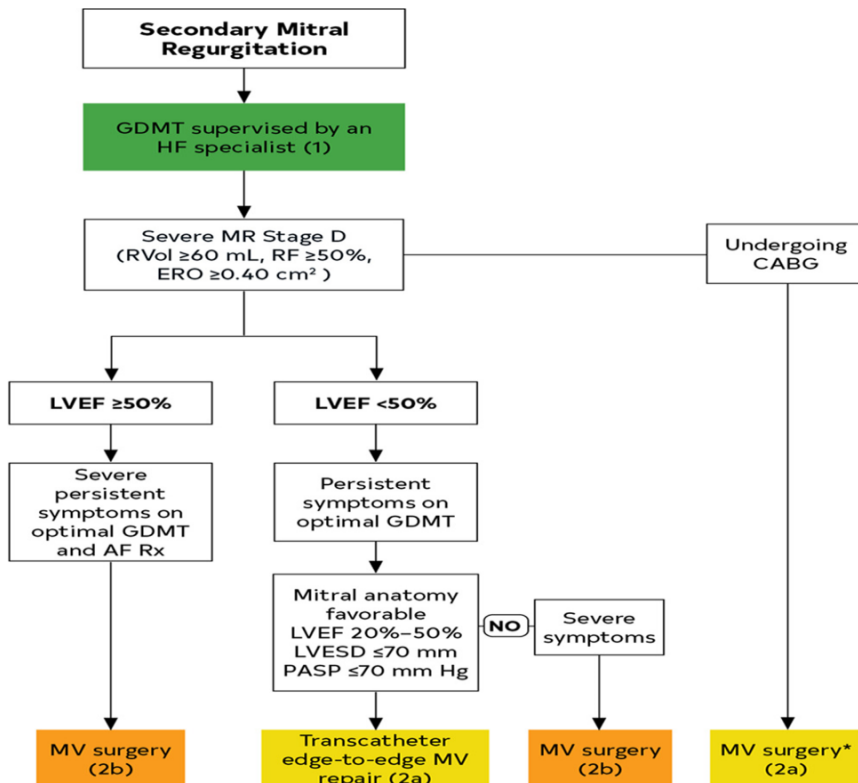 Secondary Mitral
Regurgitation
GDMT supervised by an
HF specialist (1)
Severe MR Stage D
(RVol ≥60 mL, RF ≥50%,
ERO ≥0.40 cm² )
Undergoing
CABG
LVEF ≥50%
LVEF <50%
Severe
persistent
symptoms on
optimal GDMT
and AF Rx
Persistent
symptoms on
optimal GDMT
Mitral anatomy
favorable
LVEF 20%–50%
LVESD ≤70 mm
PASP ≤70 mm Hg
NO
Severe
symptoms
MV surgery
(2b)
Transcatheter
edge-to-edge MV
repair (2a)
MV surgery
(2b)
MV surgery*
(2a)